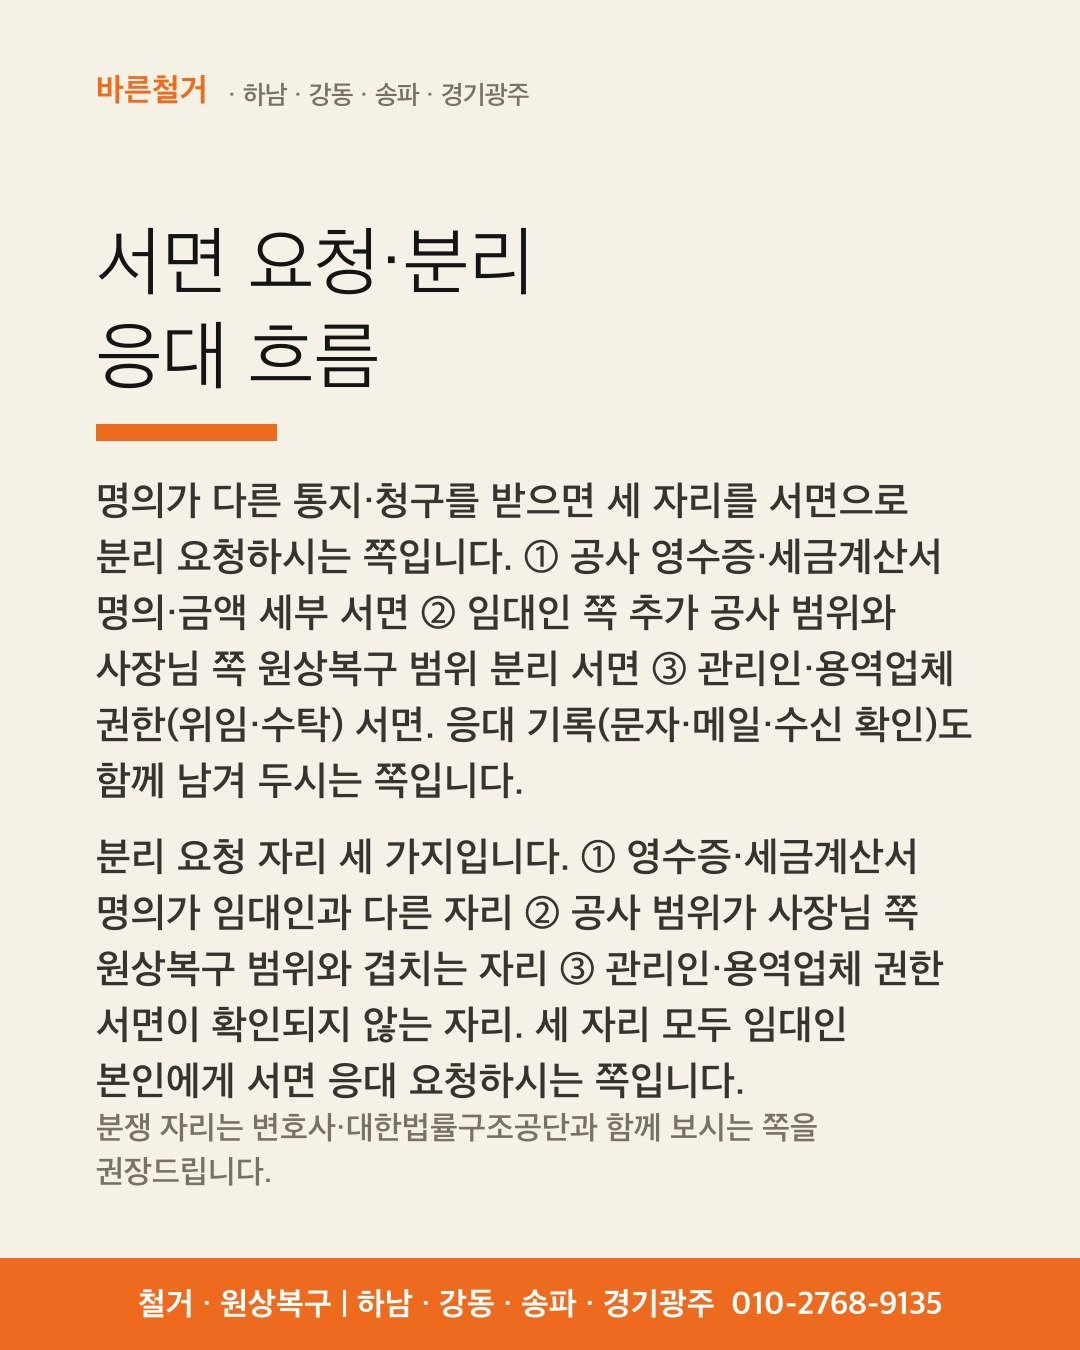 바른철거 · 하남 · 강동 · 송파 · 경기광주
서면 요청·분리
응대 흐름
명의가 다른 통지·청구를 받으면 세 자리를 서면으로
분리 요청하시는 쪽입니다. ① 공사 영수증·세금계산서
명의·금액 세부 서면 ② 임대인 쪽 추가 공사 범위와
사장님 쪽 원상복구 범위 분리 서면 ③ 관리인·용역업체
권한(위임·수탁) 서면. 응대 기록(문자·메일·수신 확인)도
함께 남겨 두시는 쪽입니다.
분리 요청 자리 세 가지입니다. ① 영수증·세금계산서
명의가 임대인과 다른 자리 ② 공사 범위가 사장님 쪽
원상복구 범위와 겹치는 자리 ③ 관리인·용역업체 권한
서면이 확인되지 않는 자리. 세 자리 모두 임대인
본인에게 서면 응대 요청하시는 쪽입니다.
분쟁 자리는 변호사·대한법률구조공단과 함께 보시는 쪽을
권장드립니다.
철거 · 원상복구 | 하남 · 강동 · 송파 · 경기광주 010-2768-9135